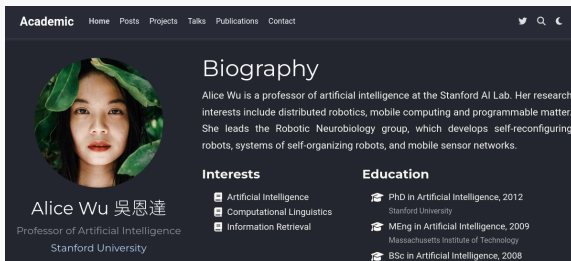 Academic Home Posts Projects Talks Publications Contact
Biography
Alice Wu is a professor of artificial intelligence at the Stanford AI Lab. Her research
interests include distributed robotics, mobile computing and programmable matter.
She leads the Robotic Neurobiology group, which develops self-reconfiguring
robots, systems of self-organizing robots, and mobile sensor networks.
Alice Wu 吳恩達
Professor of Artificial Intelligence
Stanford University
Interests
Artificial Intelligence
Computational Linguistics
Information Retrieval
Education
PhD in Artificial Intelligence, 2012
Stanford University
MEng in Artificial Intelligence, 2009
Massachusetts Institute of Technology
BSc in Artificial Intelligence, 2008